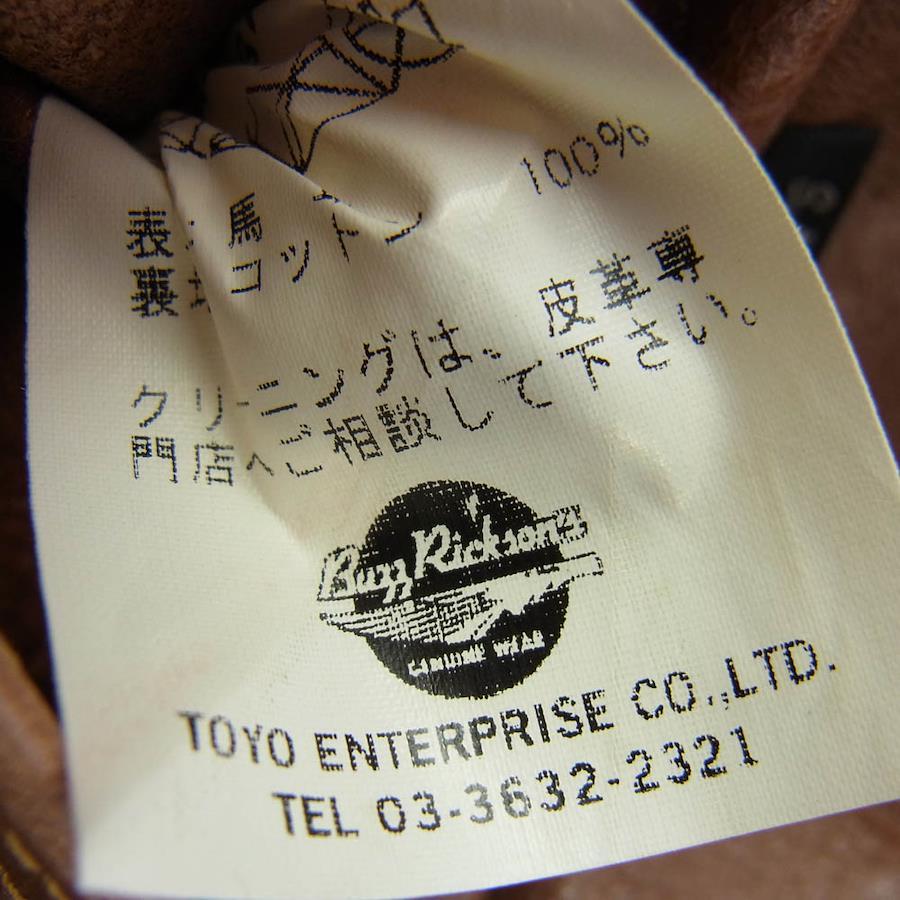 表 馬
裏 コットン 100%
クリーニングは、皮革専
門店へご相談して下さい。
Buzz Rickson's
GENUINE WEAR
TOYO ENTERPRISE CO.,LTD.
TEL 03-3632-2321